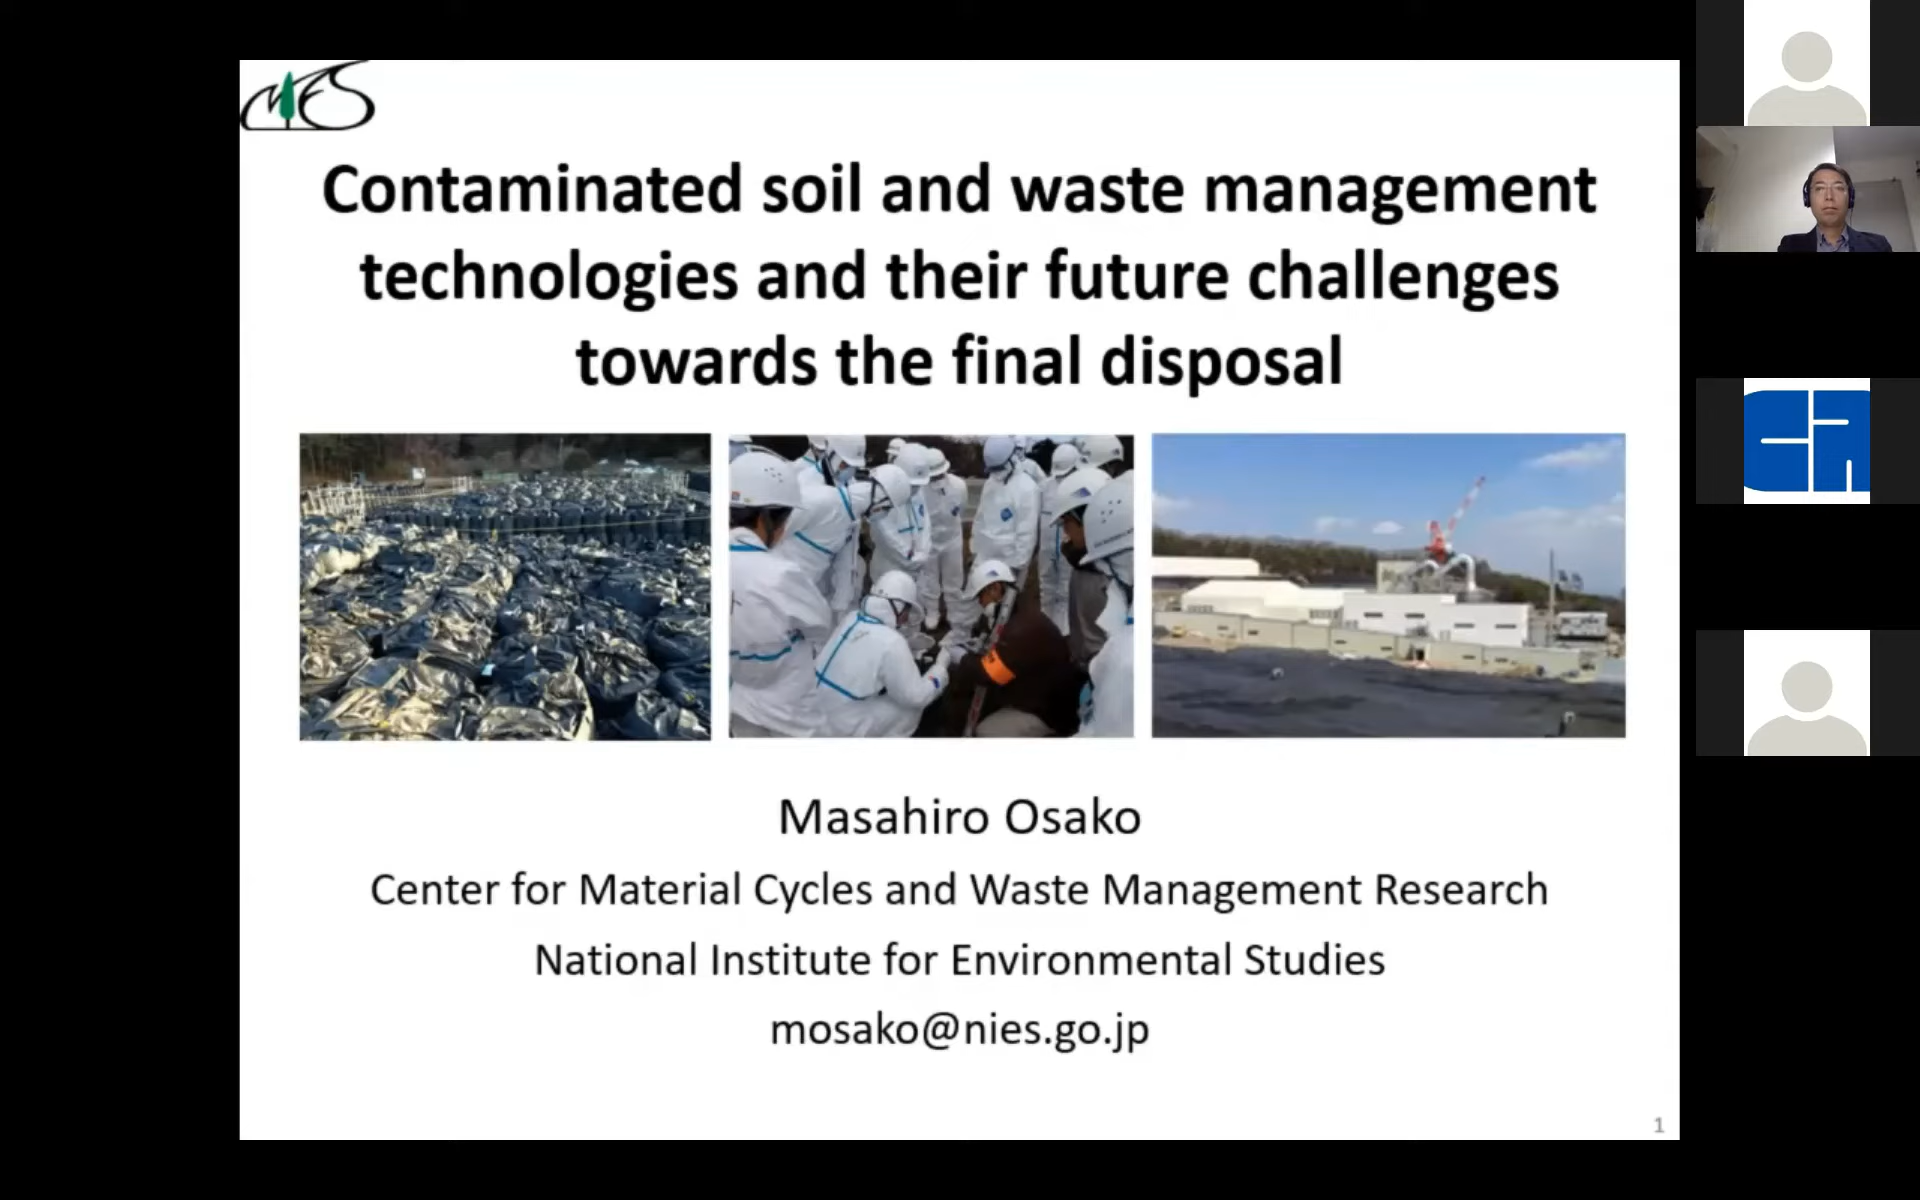 NIES
Contaminated soil and waste management
technologies and their future challenges
towards the final disposal
Masahiro Osako
Center for Material Cycles and Waste Management Research
National Institute for Environmental Studies
mosako@nies.go.jp
1